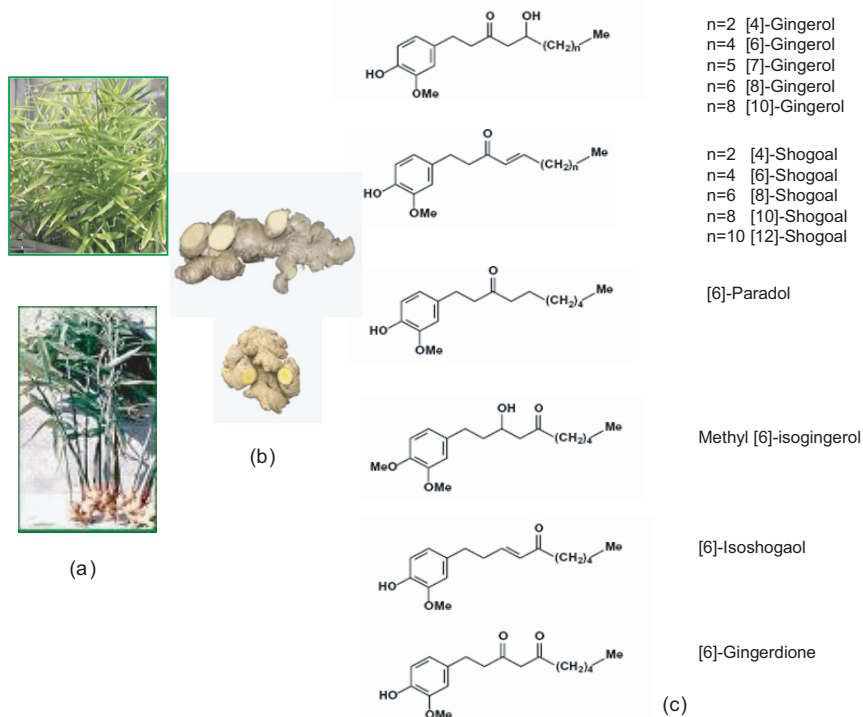 O OH
(CH2)n Me
HO
OMe
n=2 [4]-Gingerol
n=4 [6]-Gingerol
n=5 [7]-Gingerol
n=6 [8]-Gingerol
n=8 [10]-Gingerol
O
(CH2)n Me
HO
OMe
n=2 [4]-Shogoal
n=4 [6]-Shogoal
n=6 [8]-Shogoal
n=8 [10]-Shogoal
n=10 [12]-Shogoal
O
(CH2)4 Me
HO
OMe
[6]-Paradol
OH O
(CH2)4 Me
MeO
OMe
Methyl [6]-isogingerol
(b)
O
(CH2)4 Me
HO
OMe
[6]-Isoshogaol
(a)
O O
(CH2)4 Me
HO
OMe
[6]-Gingerdione
(c)